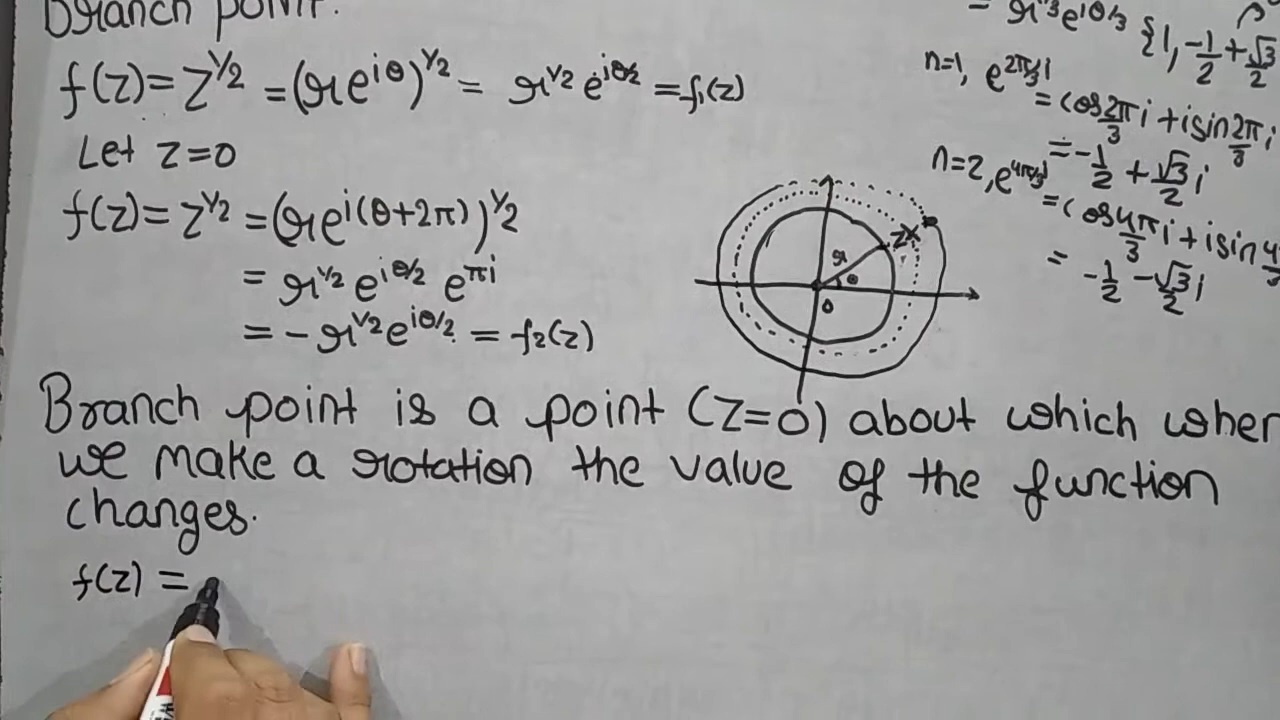 Branch point.
f(z) = z^1/2 = (re^iθ)^1/2 = r^1/2 e^iθ/2 = f₁(z)
Let z=0
f(z) = z^1/2 = (re^i(θ+2π))^1/2
= r^1/2 e^iθ/2 e^πi
= -r^1/2 e^iθ/2 = f₂(z)
Branch point is a point (z=0) about which when
we make a rotation the value of the function
changes.
f(z) =
r
z
θ
0
= r^1/3 e^iθ/3 {1, -1/2 + √3/2
n=1, e^2π/3 i
= cos 2π/3 i + i sin 2π/3 i
= -1/2 + √3/2 i
n=2, e^4π/3 i
= cos 4π/3 i + i sin 4
= -1/2 - √3/2 i